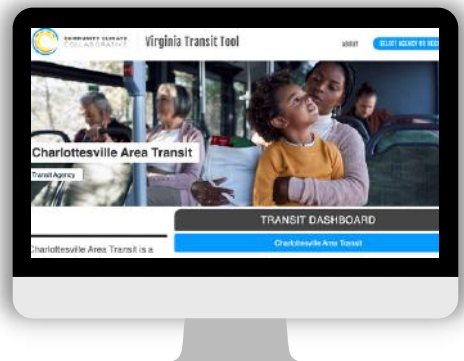 COMMUNITY CLIMATE
COLLABORATIVE
Virginia Transit Tool
ABOUT
SELECT AGENCY OR
Charlottesville Area Transit
Transit Agency
TRANSIT DASHBOARD
Charlottesville Area Transit
Charlottesville Area Transit is a